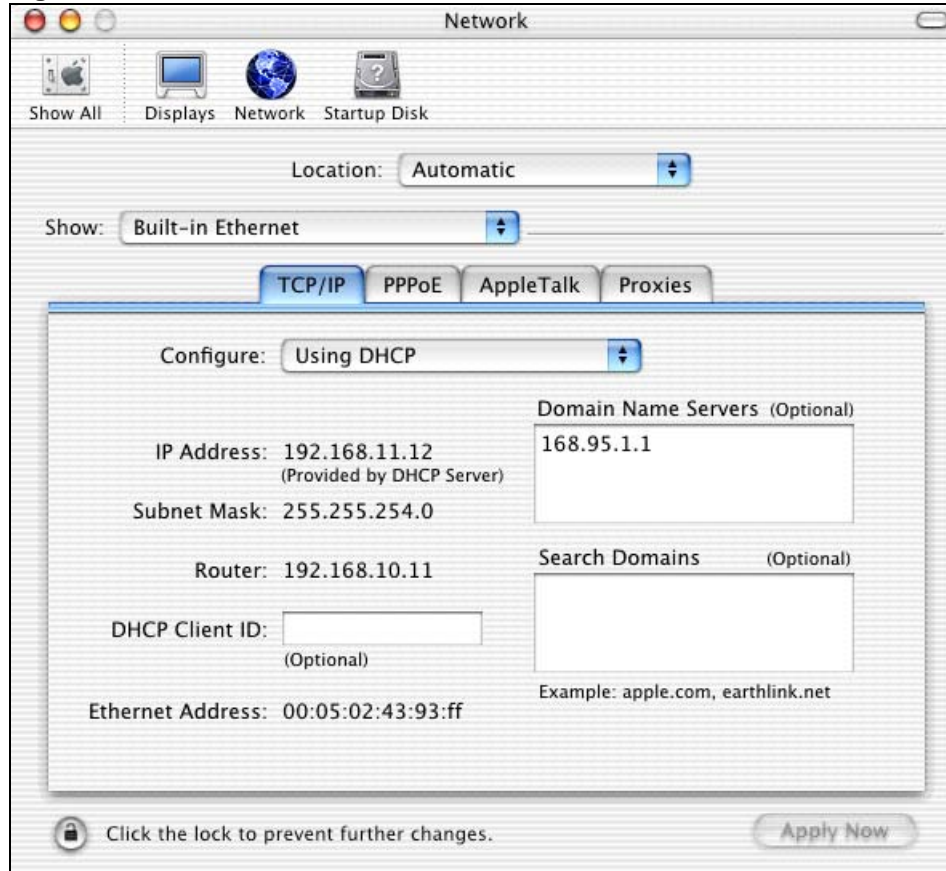 Network
Show All
Displays
Network
Startup Disk
Location: Automatic
Show: Built-in Ethernet
TCP/IP
PPPoE
AppleTalk
Proxies
Configure: Using DHCP
Domain Name Servers (Optional)
168.95.1.1
IP Address: 192.168.11.12
(Provided by DHCP Server)
Subnet Mask: 255.255.254.0
Router: 192.168.10.11
Search Domains (Optional)
DHCP Client ID:
(Optional)
Example: apple.com, earthlink.net
Ethernet Address: 00:05:02:43:93:ff
Click the lock to prevent further changes.
Apply Now